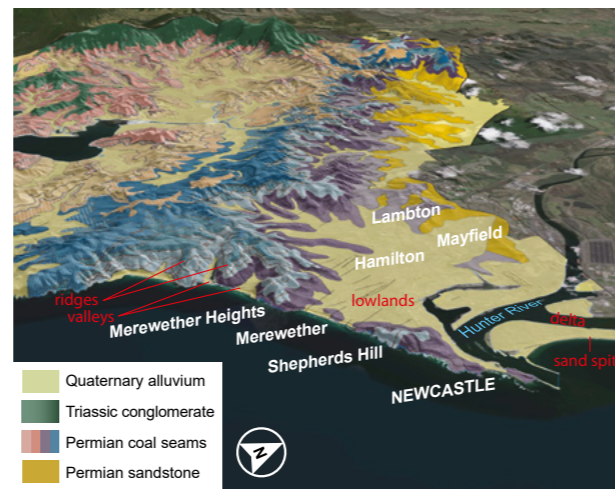 Lambton
Mayfield
Hamilton
ridges
valleys
lowlands
Hunter River
delta
sand spit
Merewether Heights
Merewether
Shepherds Hill
NEWCASTLE
Quaternary alluvium
Triassic conglomerate
Permian coal seams
Permian sandstone
N